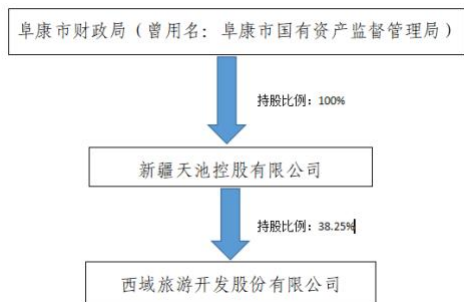 阜康市财政局（曾用名：阜康市国有资产监督管理局）
持股比例：100%
新疆天池控股有限公司
持股比例：38.25%
西域旅游开发股份有限公司